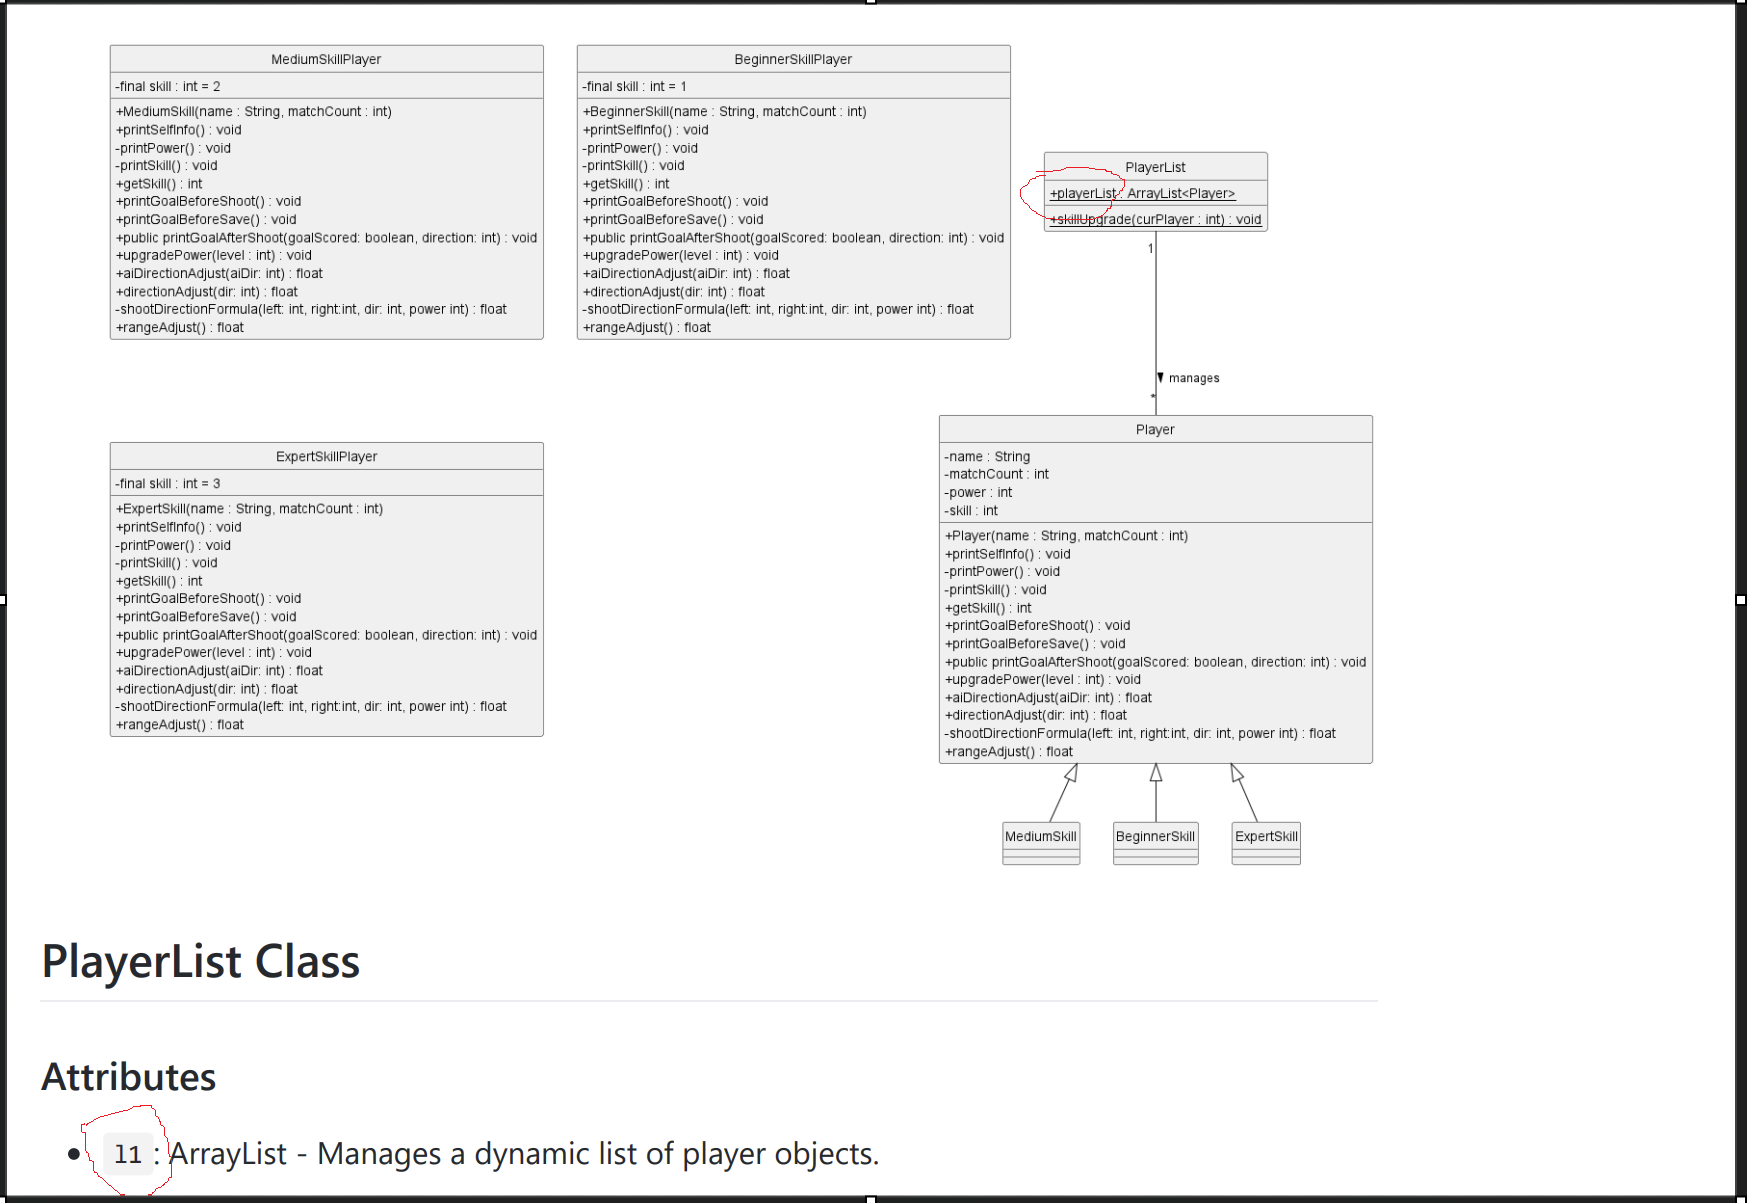 MediumSkillPlayer
-final skill : int = 2
+MediumSkill(name : String, matchCount : int)
+printSelfInfo() : void
-printPower() : void
-printSkill() : void
+getSkill() : int
+printGoalBeforeShoot() : void
+printGoalBeforeSave() : void
+public printGoalAfterShoot(goalScored: boolean, direction: int) : void
+upgradePower(level : int) : void
+aiDirectionAdjust(aiDir: int) : float
+directionAdjust(dir: int) : float
-shootDirectionFormula(left: int, right:int, dir: int, power int) : float
+rangeAdjust() : float
BeginnerSkillPlayer
-final skill : int = 1
+BeginnerSkill(name : String, matchCount : int)
+printSelfInfo() : void
-printPower() : void
-printSkill() : void
+getSkill() : int
+printGoalBeforeShoot() : void
+printGoalBeforeSave() : void
+public printGoalAfterShoot(goalScored: boolean, direction: int) : void
+upgradePower(level : int) : void
+aiDirectionAdjust(aiDir: int) : float
+directionAdjust(dir: int) : float
-shootDirectionFormula(left: int, right:int, dir: int, power int) : float
+rangeAdjust() : float
PlayerList
+playerList : ArrayList<Player>
+skillUpgrade(curPlayer : int) : void
1
manages
*
ExpertSkillPlayer
-final skill : int = 3
+ExpertSkill(name : String, matchCount : int)
+printSelfInfo() : void
-printPower() : void
-printSkill() : void
+getSkill() : int
+printGoalBeforeShoot() : void
+printGoalBeforeSave() : void
+public printGoalAfterShoot(goalScored: boolean, direction: int) : void
+upgradePower(level : int) : void
+aiDirectionAdjust(aiDir: int) : float
+directionAdjust(dir: int) : float
-shootDirectionFormula(left: int, right:int, dir: int, power int) : float
+rangeAdjust() : float
Player
-name : String
-matchCount : int
-power : int
-skill : int
+Player(name : String, matchCount : int)
+printSelfInfo() : void
-printPower() : void
-printSkill() : void
+getSkill() : int
+printGoalBeforeShoot() : void
+printGoalBeforeSave() : void
+public printGoalAfterShoot(goalScored: boolean, direction: int) : void
+upgradePower(level : int) : void
+aiDirectionAdjust(aiDir: int) : float
+directionAdjust(dir: int) : float
-shootDirectionFormula(left: int, right:int, dir: int, power int) : float
+rangeAdjust() : float
MediumSkill
BeginnerSkill
ExpertSkill
PlayerList Class
Attributes
• l1 : ArrayList - Manages a dynamic list of player objects.